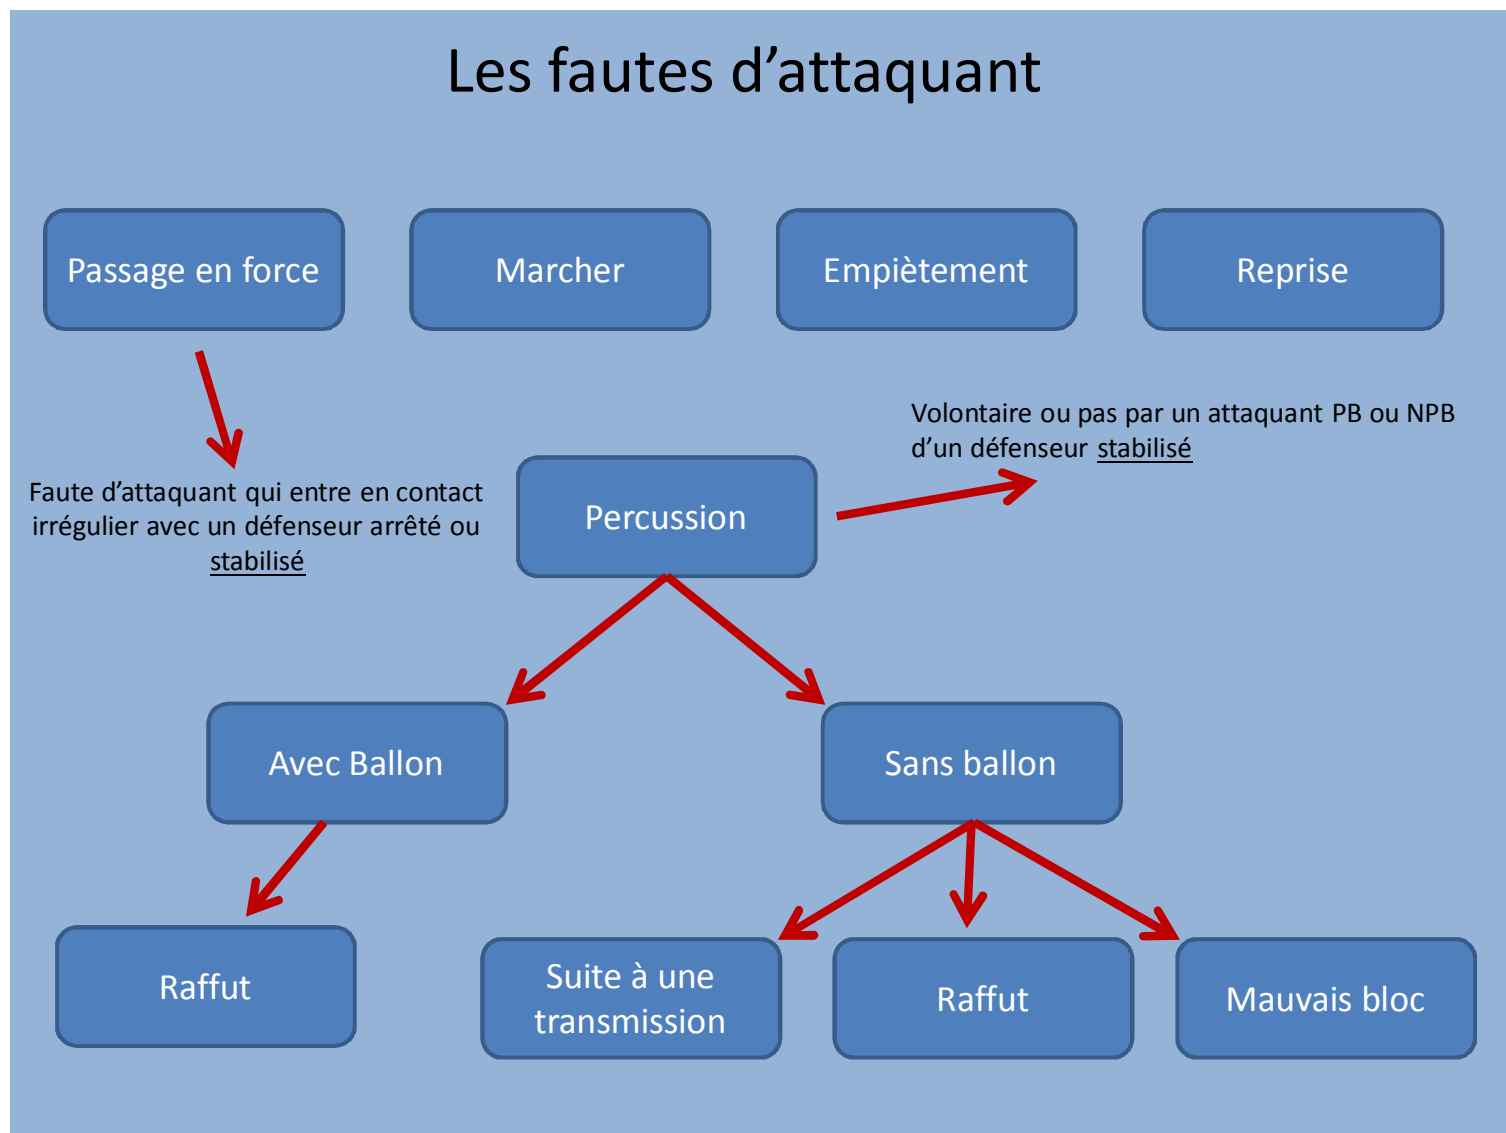 Les fautes d’attaquant
Passage en force
Marcher
Empiètement
Reprise
Volontaire ou pas par un attaquant PB ou NPB
d’un défenseur stabilisé
Faute d’attaquant qui entre en contact
irrégulier avec un défenseur arrêté ou
stabilisé
Percussion
Avec Ballon
Sans ballon
Raffut
Suite à une
transmission
Raffut
Mauvais bloc